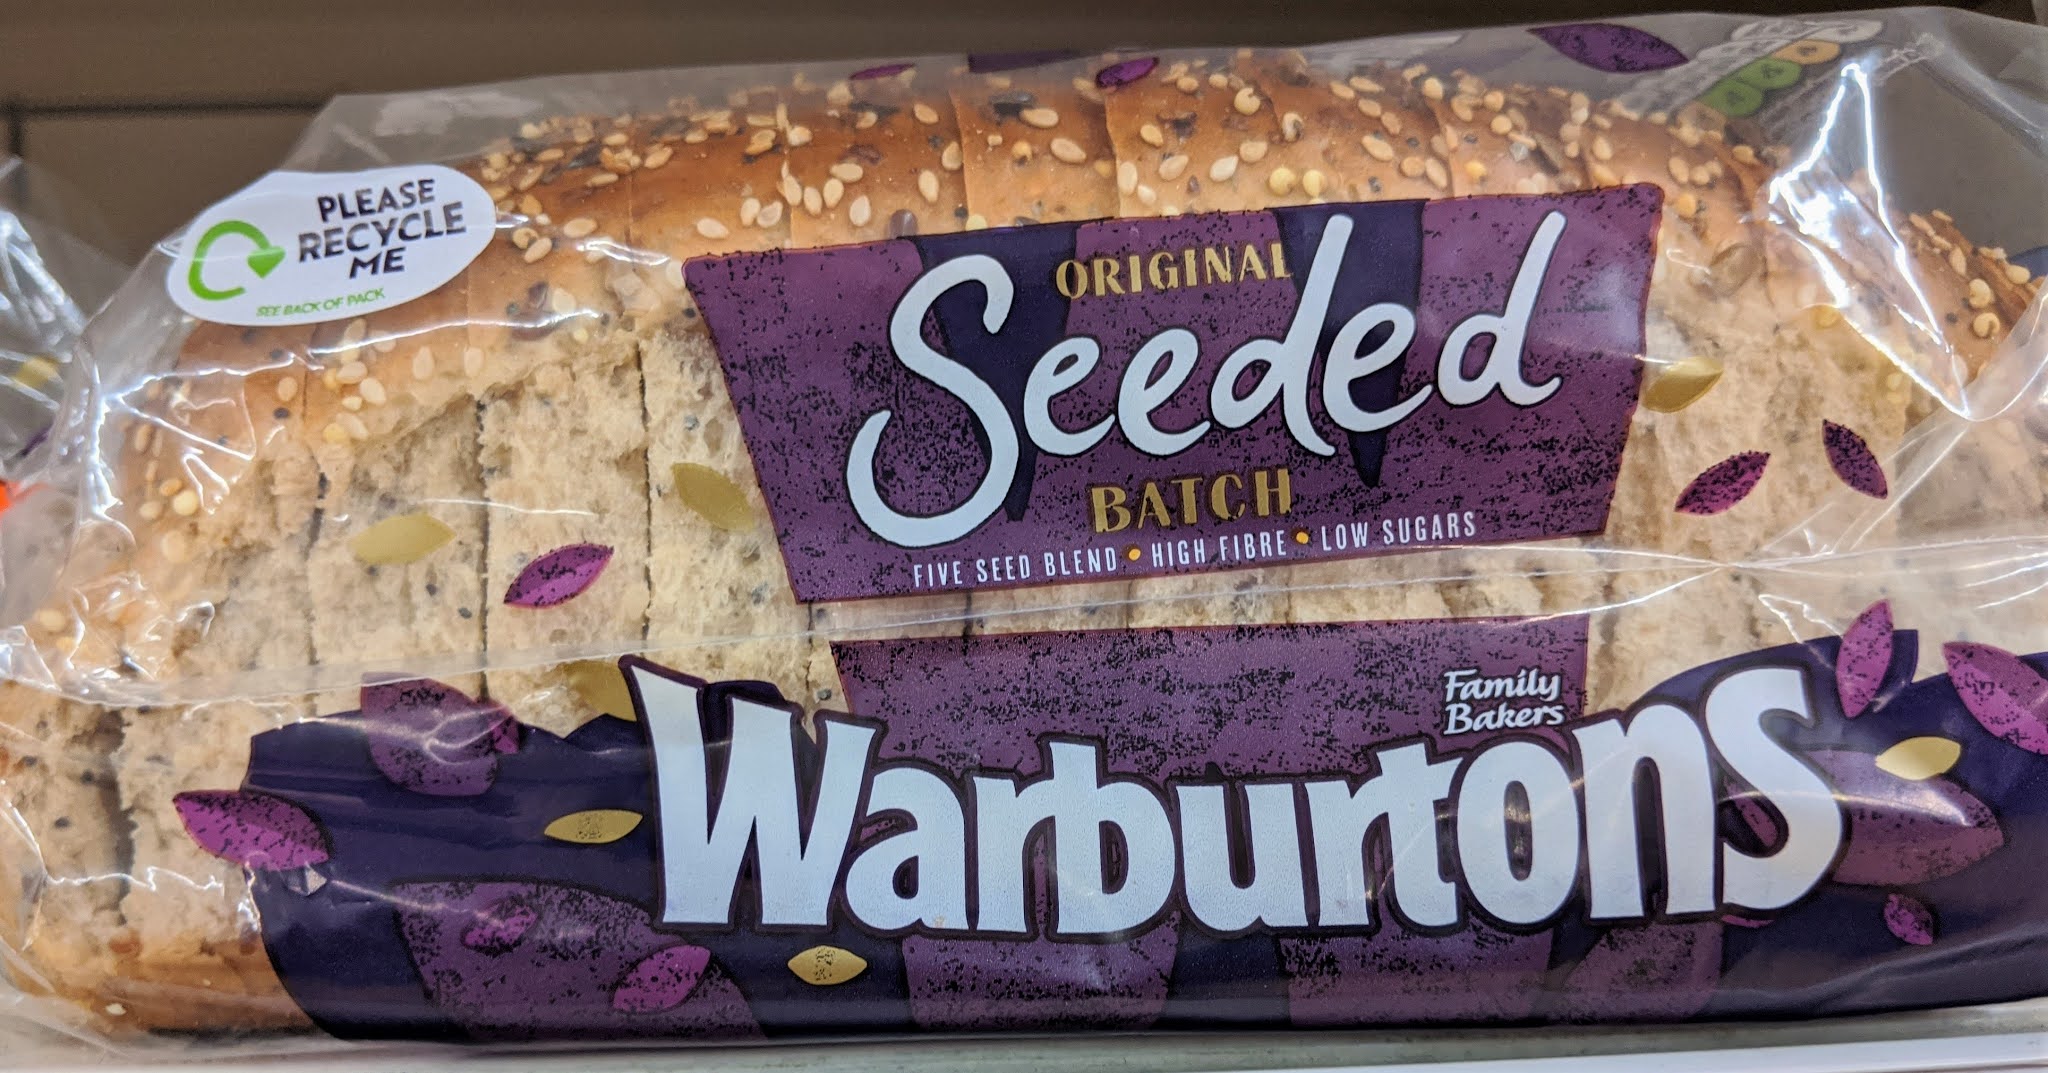 PLEASE
RECYCLE
ME
SEE BACK OF PACK
ORIGINAL
Seeded
BATCH
FIVE SEED BLEND • HIGH FIBRE • LOW SUGARS
Family
Bakers
Warburtons